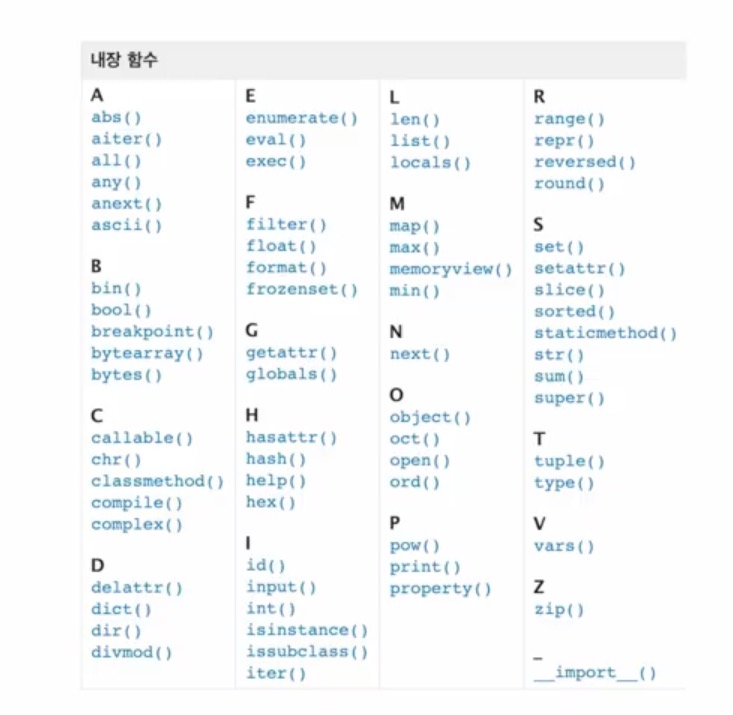 내장 함수
A
abs()
aiter()
all()
any()
anext()
ascii()
B
bin()
bool()
breakpoint()
bytearray()
bytes()
C
callable()
chr()
classmethod()
compile()
complex()
D
delattr()
dict()
dir()
divmod()
E
enumerate()
eval()
exec()
F
filter()
float()
format()
frozenset()
G
getattr()
globals()
H
hasattr()
hash()
help()
hex()
I
id()
input()
int()
isinstance()
issubclass()
iter()
L
len()
list()
locals()
M
map()
max()
memoryview()
min()
N
next()
O
object()
oct()
open()
ord()
P
pow()
print()
property()
R
range()
repr()
reversed()
round()
S
set()
setattr()
slice()
sorted()
staticmethod()
str()
sum()
super()
T
tuple()
type()
V
vars()
Z
zip()
_
__import__()